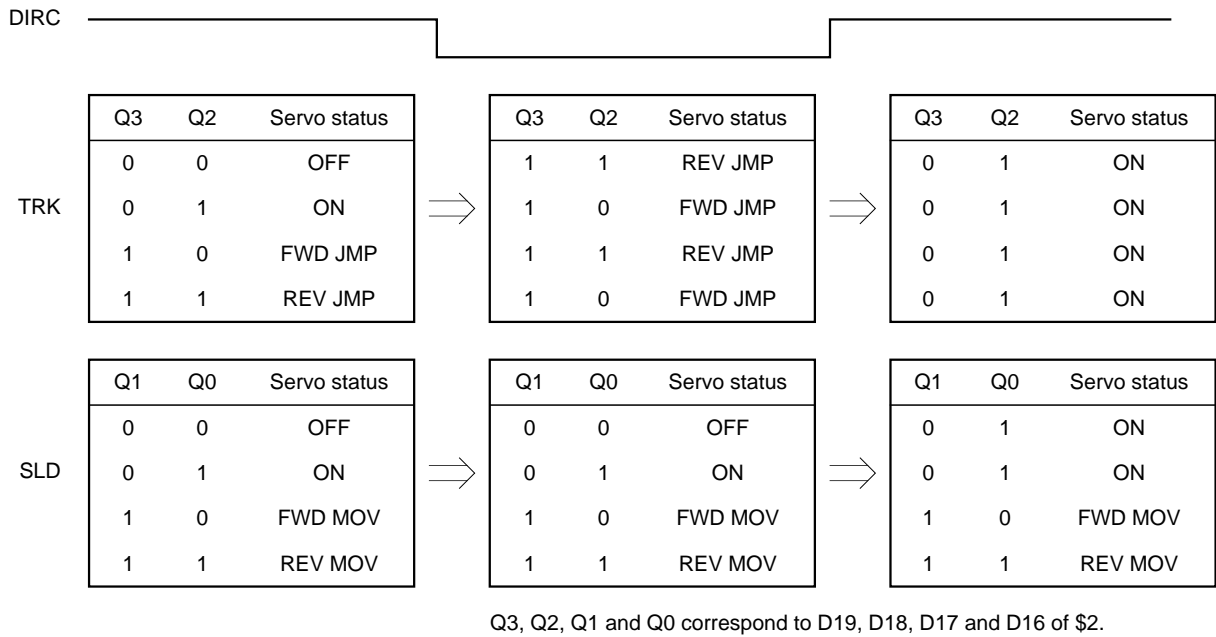 DIRC
Q3 Q2 Servo status Q3 Q2 Servo status Q3 Q2 Servo status
0 0 OFF 1 1 REV JMP 0 1 ON
TRK 0 1 ON 1 0 FWD JMP 0 1 ON
1 0 FWD JMP 1 1 REV JMP 0 1 ON
1 1 REV JMP 1 0 FWD JMP 0 1 ON
Q1 Q0 Servo status Q1 Q0 Servo status Q1 Q0 Servo status
0 0 OFF 0 0 OFF 0 1 ON
SLD 0 1 ON 0 1 ON 0 1 ON
1 0 FWD MOV 1 0 FWD MOV 1 0 FWD MOV
1 1 REV MOV 1 1 REV MOV 1 1 REV MOV
Q3, Q2, Q1 and Q0 correspond to D19, D18, D17 and D16 of $2.